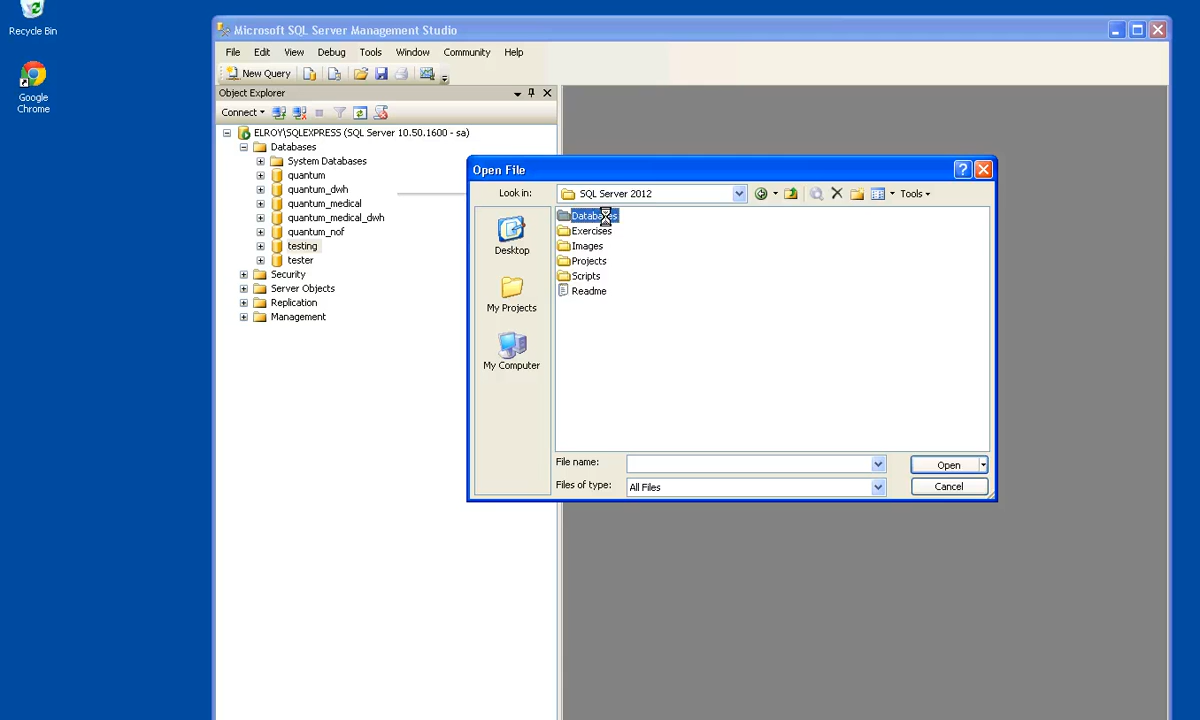 Recycle Bin
Google
Chrome
Microsoft SQL Server Management Studio
File Edit View Debug Tools Window Community Help
New Query
Object Explorer
Connect
ELROY\SQLEXPRESS (SQL Server 10.50.1600 - sa)
Databases
System Databases
quantum
quantum_dwh
quantum_medical
quantum_medical_dwh
quantum_nof
testing
tester
Security
Server Objects
Replication
Management
Open File
Look in: SQL Server 2012 Tools
Desktop
My Projects
My Computer
Databases
Exercises
Images
Projects
Scripts
Readme
File name: Open
Files of type: All Files Cancel